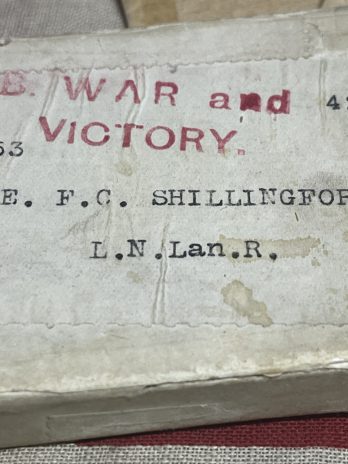 B. WAR and 4
VICTORY.
53
E. F.C. SHILLINGFOR
L.N.Lan.R.